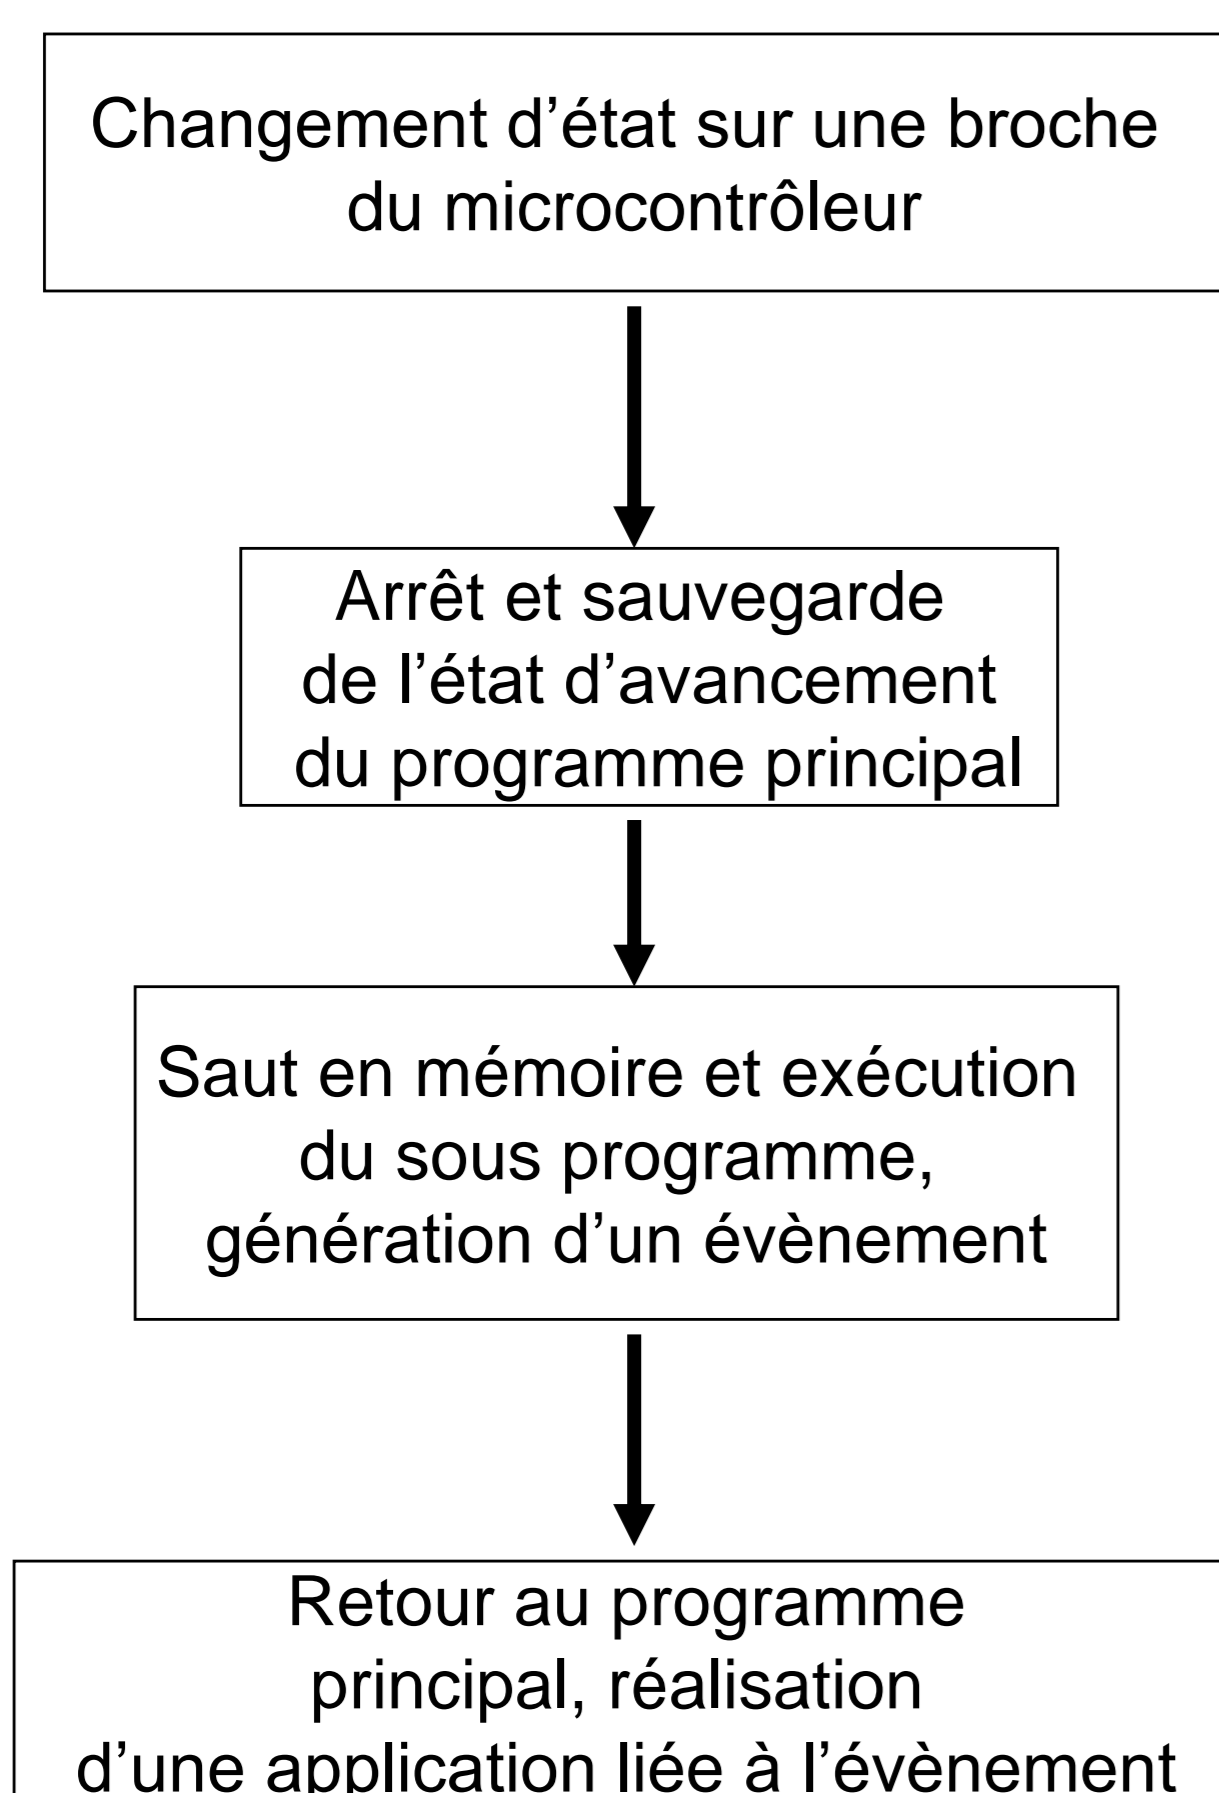 Changement d’état sur une broche
du microcontrôleur
Arrêt et sauvegarde
de l’état d’avancement
du programme principal
Saut en mémoire et exécution
du sous programme,
génération d’un évènement
Retour au programme
principal, réalisation
d’une application liée à l’évènement